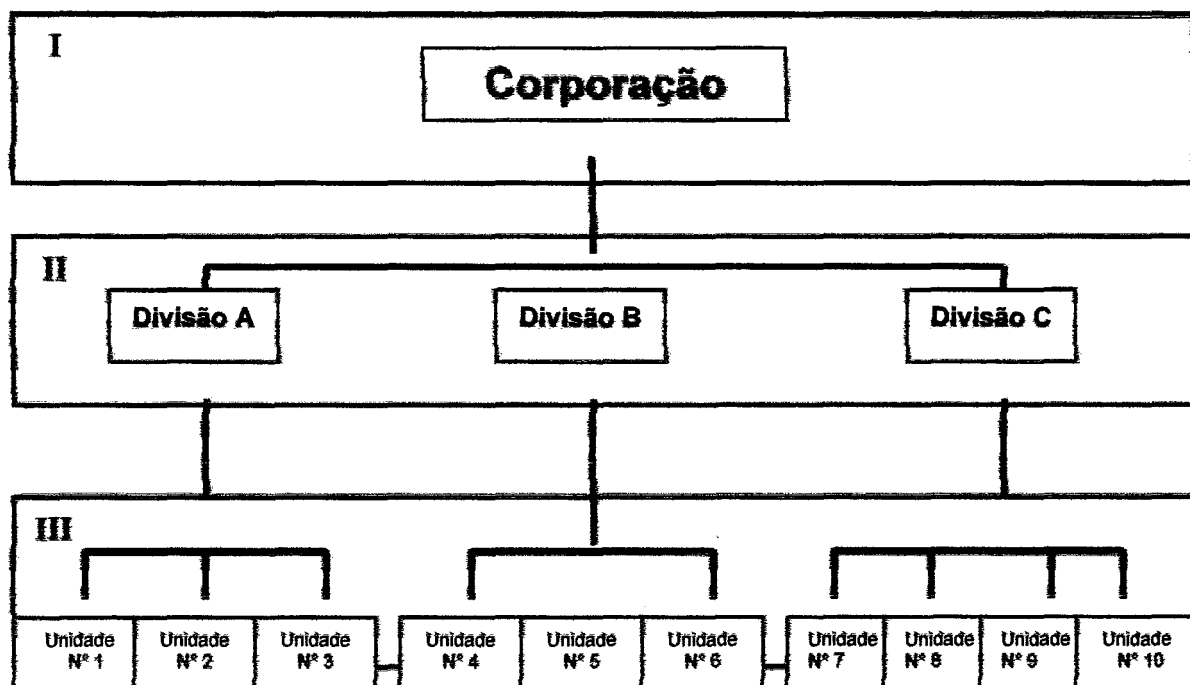 I
Corporação
II
Divisão A
Divisão B
Divisão C
III
Unidade
Nº 1
Unidade
Nº 2
Unidade
Nº 3
Unidade
Nº 4
Unidade
Nº 5
Unidade
Nº 6
Unidade
Nº 7
Unidade
Nº 8
Unidade
Nº 9
Unidade
Nº 10